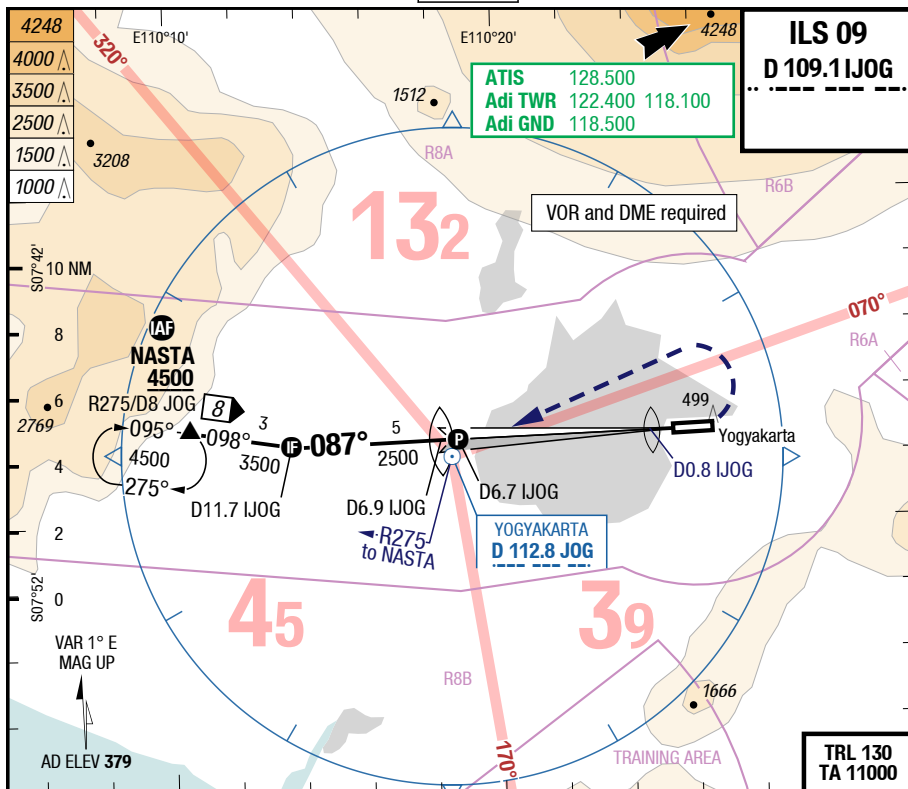 4248
4000
3500
2500
1500
1000
E110°10'
E110°20'
320°
4248
ILS 09
D 109.1 IJOG
ATIS 128.500
Adi TWR 122.400 118.100
Adi GND 118.500
1512
3208
R8A
R6B
VOR and DME required
132
S07°42'
10 NM
8
6
4
2
0
070°
R6A
IAF
NASTA
4500
R275/D8 JOG
2769
8
095°
098°
3
4500
3500
275°
IF
087°
5
2500
P
499
Yogyakarta
D0.8 IJOG
D11.7 IJOG
D6.9 IJOG
D6.7 IJOG
R275
to NASTA
YOGYAKARTA
D 112.8 JOG
S07°52'
45
39
VAR 1° E
MAG UP
R8B
1666
AD ELEV 379
170°
TRAINING AREA
TRL 130
TA 11000